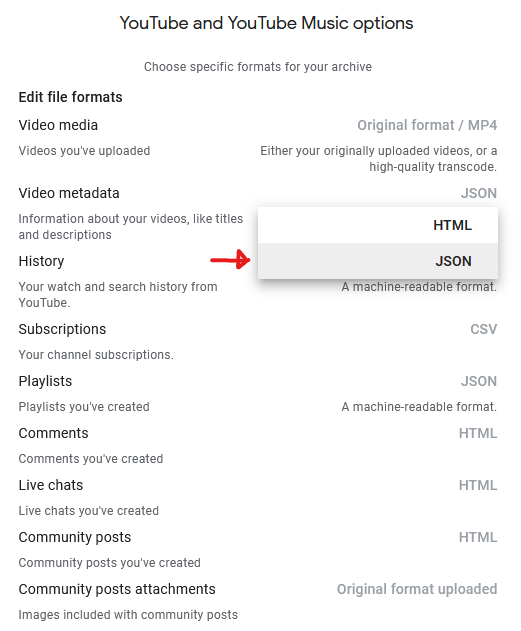 YouTube and YouTube Music options
Choose specific formats for your archive
Edit file formats
Video media
Original format / MP4
Videos you've uploaded
Either your originally uploaded videos, or a
high-quality transcode.
Video metadata
JSON
Information about your videos, like titles
and descriptions
HTML
History
JSON
Your watch and search history from
YouTube.
A machine-readable format.
Subscriptions
CSV
Your channel subscriptions.
Playlists
JSON
Playlists you've created
A machine-readable format.
Comments
HTML
Comments you've created
Live chats
HTML
Live chats you've created
Community posts
HTML
Community posts you've created
Community posts attachments
Original format uploaded
Images included with community posts